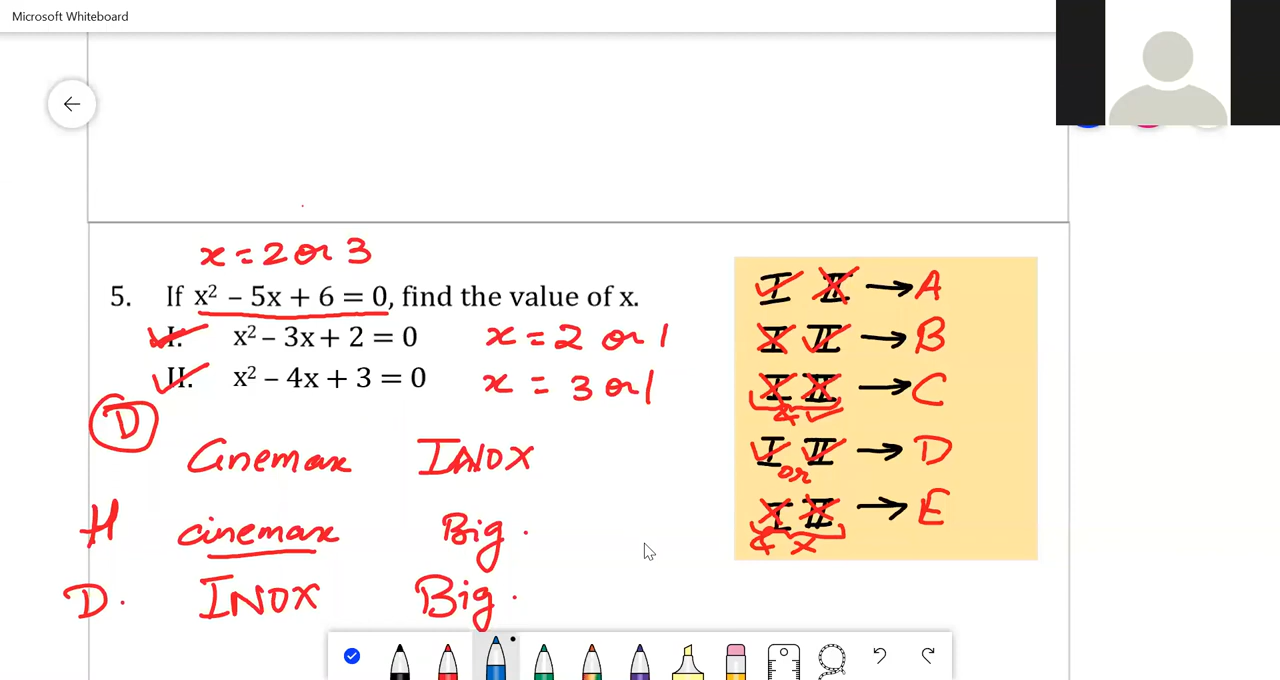 Microsoft Whiteboard
x = 2 or 3
5. If x² – 5x + 6 = 0, find the value of x.
I. x² – 3x + 2 = 0 x = 2 or 1
II. x² – 4x + 3 = 0 x = 3 or 1
D
Cinemax INOX
H cinemax Big.
D. INOX Big.
I II → A
I II → B
I II → C
&
I II → D
or
I II → E
&